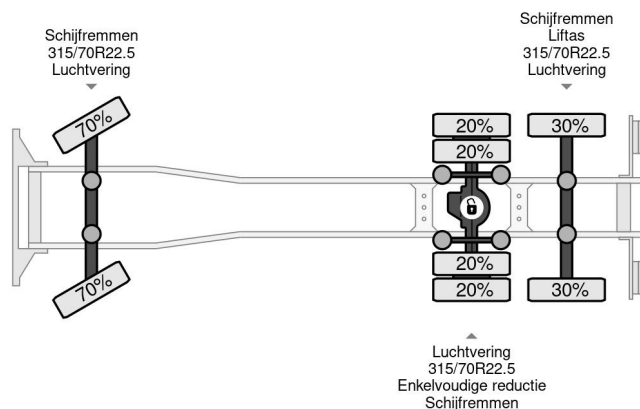 Schijfremmen
315/70R22.5
Luchtvering
Schijfremmen
Liftas
315/70R22.5
Luchtvering
70%
20%
30%
20%
20%
70%
20%
30%
Luchtvering
315/70R22.5
Enkelvoudige reductie
Schijfremmen